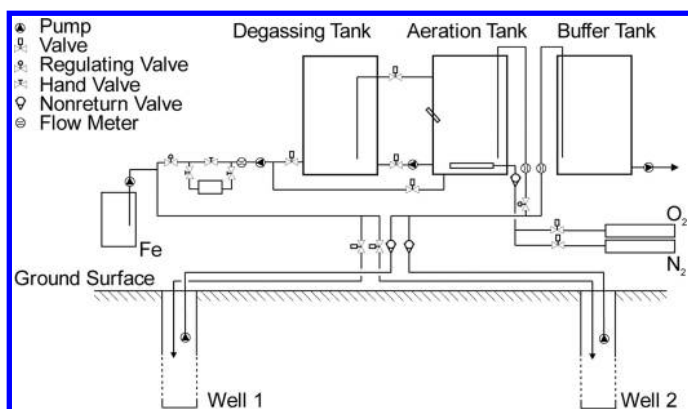 Pump
Valve
Regulating Valve
Hand Valve
Nonreturn Valve
Flow Meter
Degassing Tank
Aeration Tank
Buffer Tank
Fe
O2
N2
Ground Surface
Well 1
Well 2